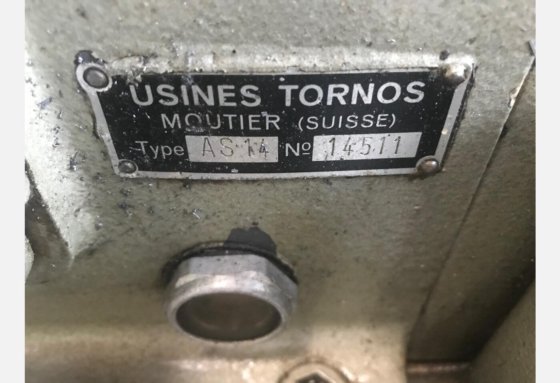 USINES TORNOS
MOUTIER (SUISSE)
Type AS 14 Nº 14511